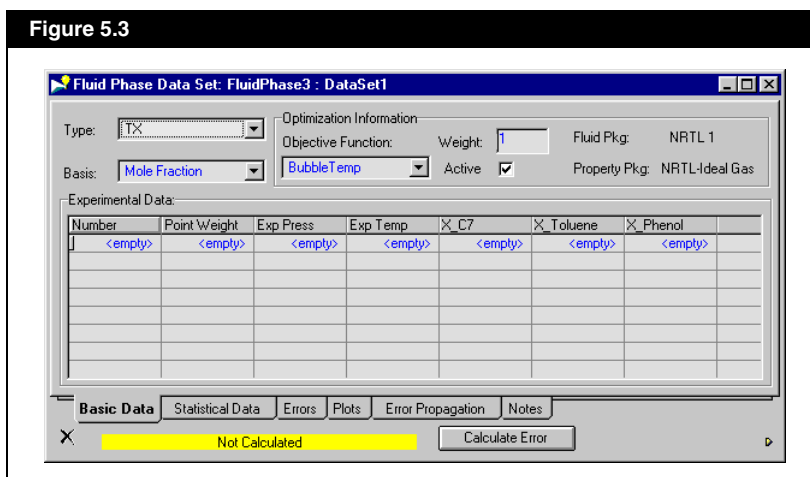 Figure 5.3
Fluid Phase Data Set: FluidPhase3 : DataSet1
Type: TX
Basis: Mole Fraction
Optimization Information
Objective Function: Weight: 1
BubbleTemp Active
Fluid Pkg: NRTL 1
Property Pkg: NRTL-Ideal Gas
Experimental Data:
Number Point Weight Exp Press Exp Temp X_C7 X_Toluene X_Phenol
<empty> <empty> <empty> <empty> <empty> <empty> <empty>
Basic Data Statistical Data Errors Plots Error Propagation Notes
Not Calculated Calculate Error